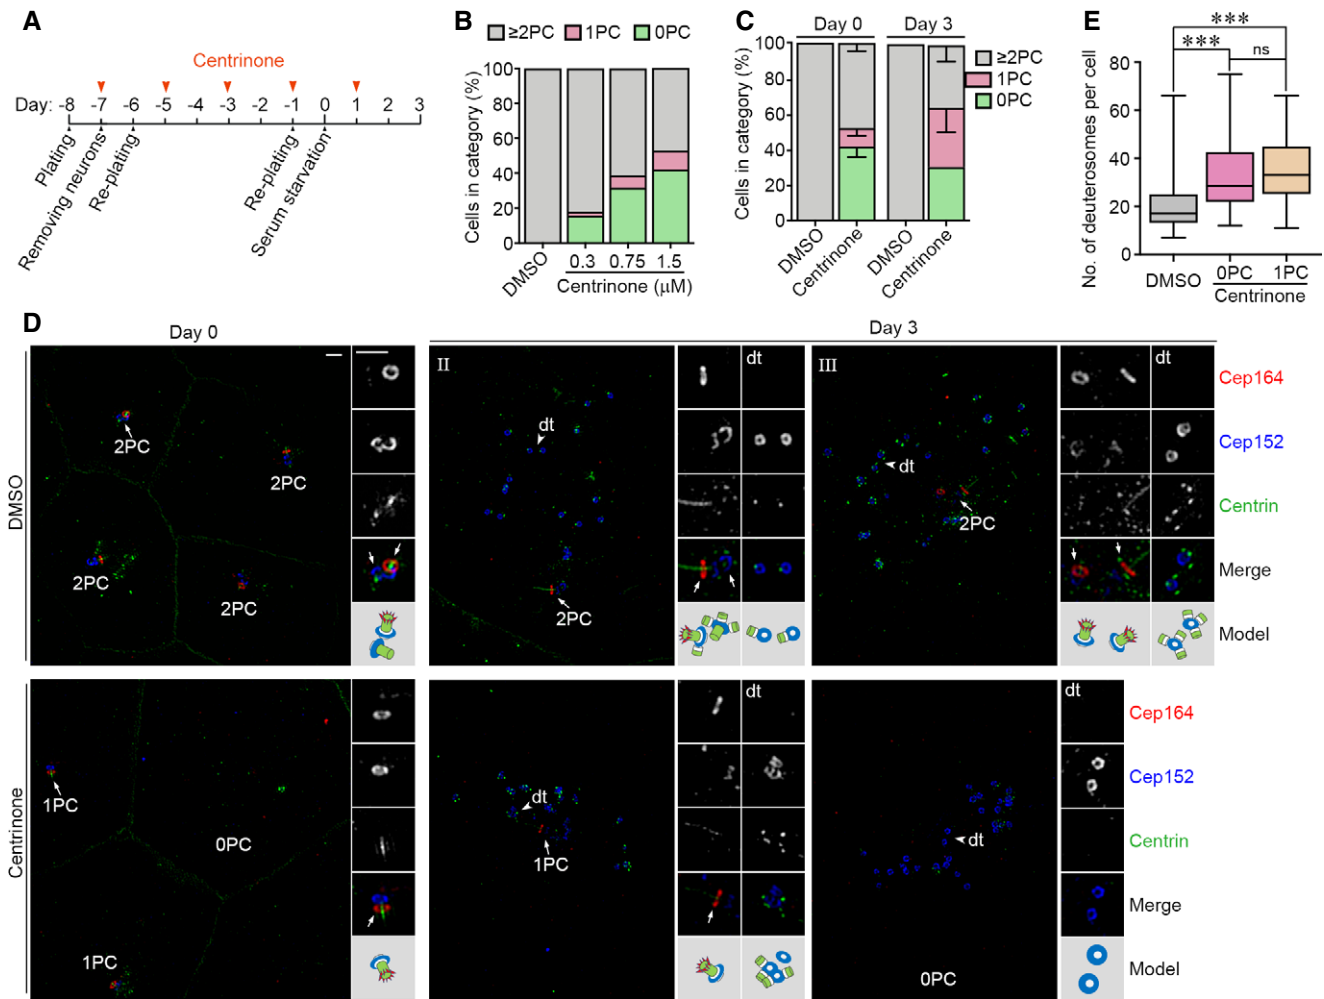 A
Centrinone
Day: -8 -7 -6 -5 -4 -3 -2 -1 0 1 2 3
Plating
Removing neurons
Re-plating
Re-plating
Serum starvation
B
≥2PC 1PC 0PC
Cells in category (%)
100
80
60
40
20
0
DMSO
0.3 0.75 1.5
Centrinone (μM)
C
Day 0 Day 3
≥2PC
1PC
0PC
Cells in category (%)
100
80
60
40
20
0
DMSO
Centrinone
DMSO
Centrinone
E
***
***
ns
No. of deuterosomes per cell
80
60
40
20
0
DMSO 0PC 1PC
Centrinone
D
Day 0
Day 3
DMSO
2PC
2PC
2PC
2PC
II
dt
2PC
dt
III
dt
2PC
dt
Cep164
Cep152
Centrin
Merge
Model
Centrinone
1PC
0PC
1PC
dt
1PC
dt
dt
0PC
dt
Cep164
Cep152
Centrin
Merge
Model